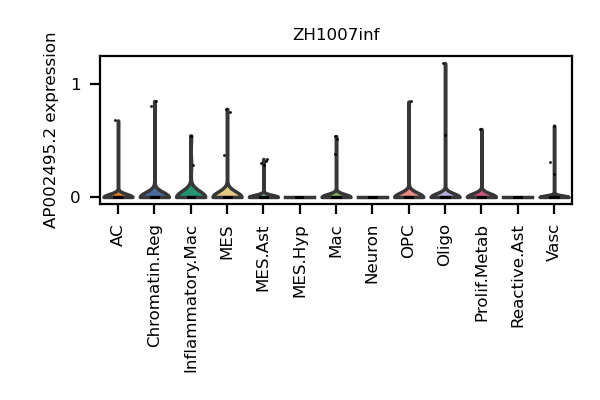 ZH1007inf
AP002495.2 expression
1
0
AC
Chromatin.Reg
Inflammatory.Mac
MES
MES.Ast
MES.Hyp
Mac
Neuron
OPC
Oligo
Prolif.Metab
Reactive.Ast
Vasc